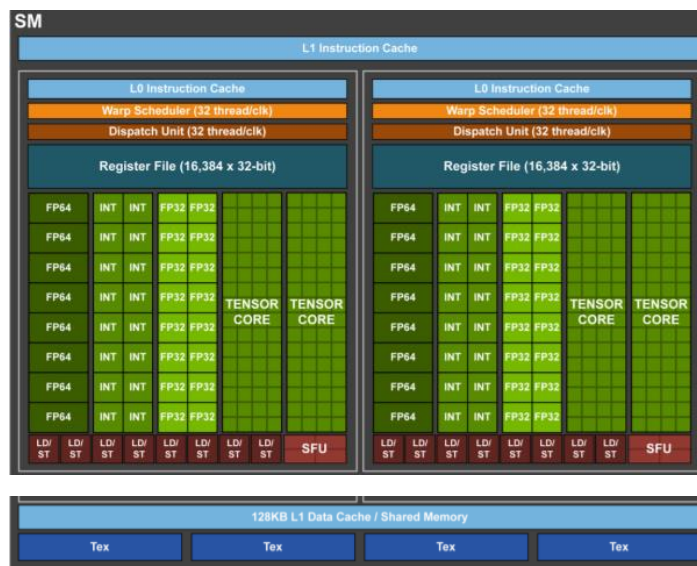 SM
L1 Instruction Cache
L0 Instruction Cache
Warp Scheduler (32 thread/clk)
Dispatch Unit (32 thread/clk)
Register File (16,384 x 32-bit)
FP64 INT INT FP32 FP32
FP64 INT INT FP32 FP32
FP64 INT INT FP32 FP32
FP64 INT INT FP32 FP32
TENSOR CORE TENSOR CORE
FP64 INT INT FP32 FP32
FP64 INT INT FP32 FP32
FP64 INT INT FP32 FP32
FP64 INT INT FP32 FP32
LD/ST LD/ST LD/ST LD/ST LD/ST LD/ST LD/ST LD/ST SFU
L0 Instruction Cache
Warp Scheduler (32 thread/clk)
Dispatch Unit (32 thread/clk)
Register File (16,384 x 32-bit)
FP64 INT INT FP32 FP32
FP64 INT INT FP32 FP32
FP64 INT INT FP32 FP32
FP64 INT INT FP32 FP32
TENSOR CORE TENSOR CORE
FP64 INT INT FP32 FP32
FP64 INT INT FP32 FP32
FP64 INT INT FP32 FP32
FP64 INT INT FP32 FP32
LD/ST LD/ST LD/ST LD/ST LD/ST LD/ST LD/ST LD/ST SFU
128KB L1 Data Cache / Shared Memory
Tex Tex Tex Tex